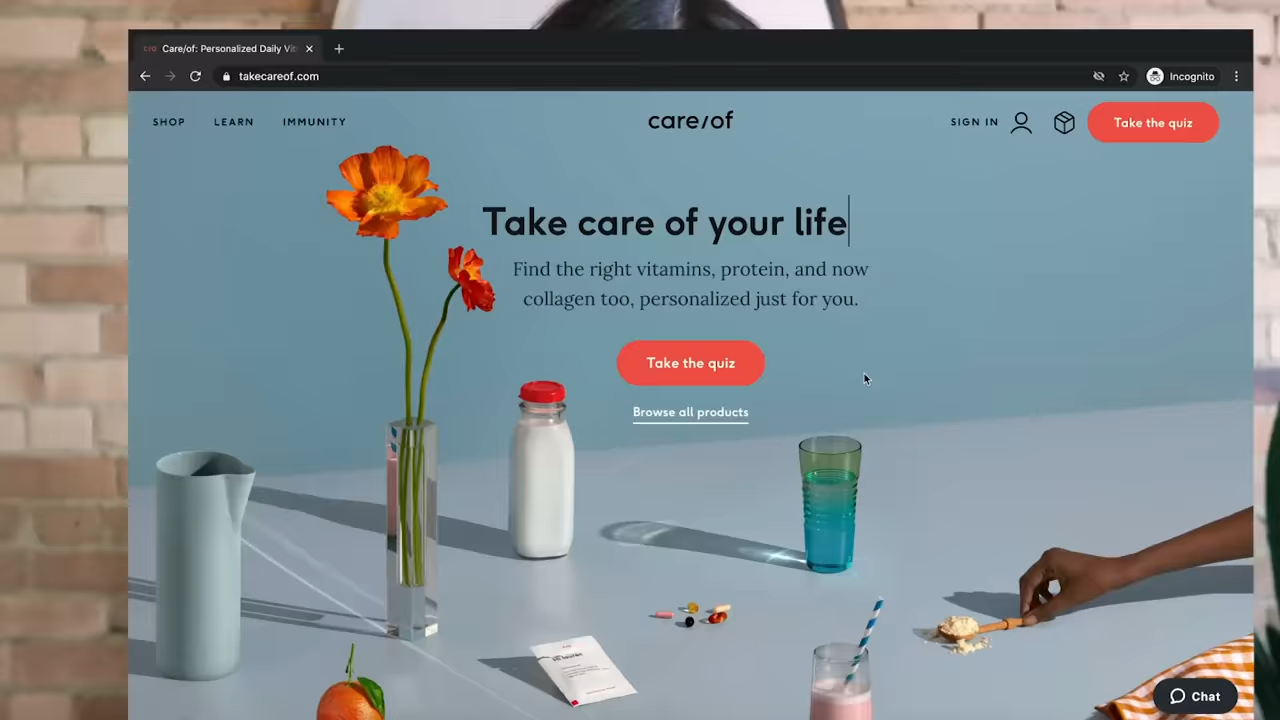 Care/of: Personalized Daily Vit
takecareof.com
Incognito
SHOP
LEARN
IMMUNITY
care/of
SIGN IN
Take the quiz
Take care of your life
Find the right vitamins, protein, and now
collagen too, personalized just for you.
Take the quiz
Browse all products
Chat